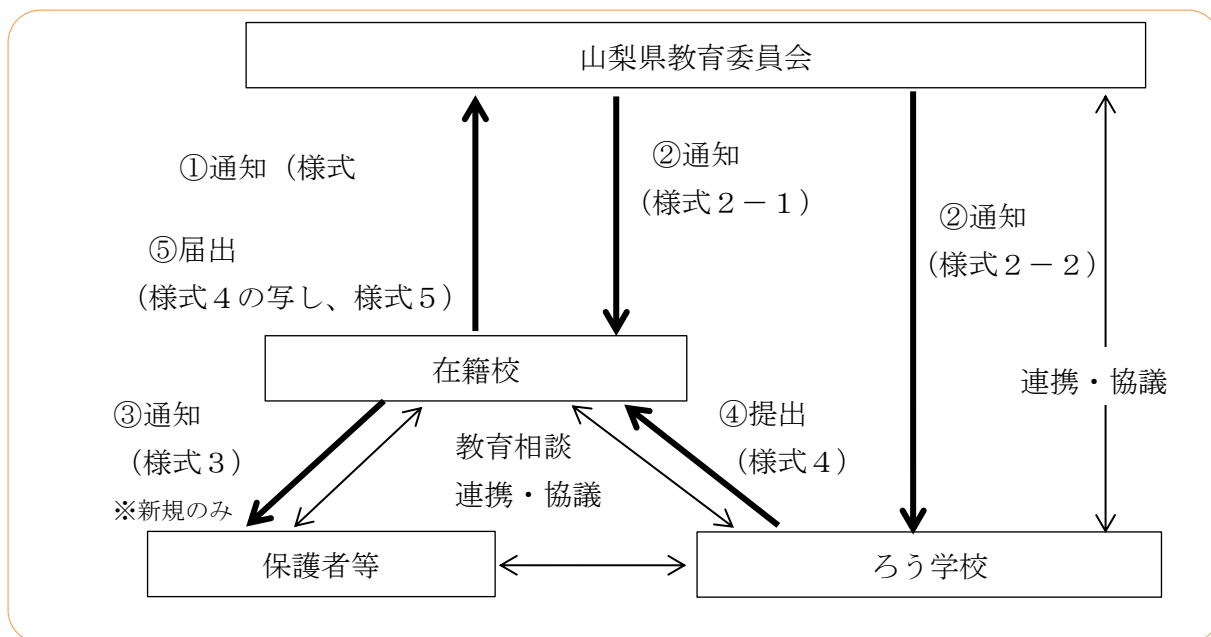 山梨県教育委員会
①通知（様式
②通知
（様式２－１）
②通知
（様式２－２）
⑤届出
（様式４の写し、様式５）
在籍校
連携・協議
③通知
（様式３）
※新規のみ
教育相談
連携・協議
④提出
（様式４）
保護者等
ろう学校